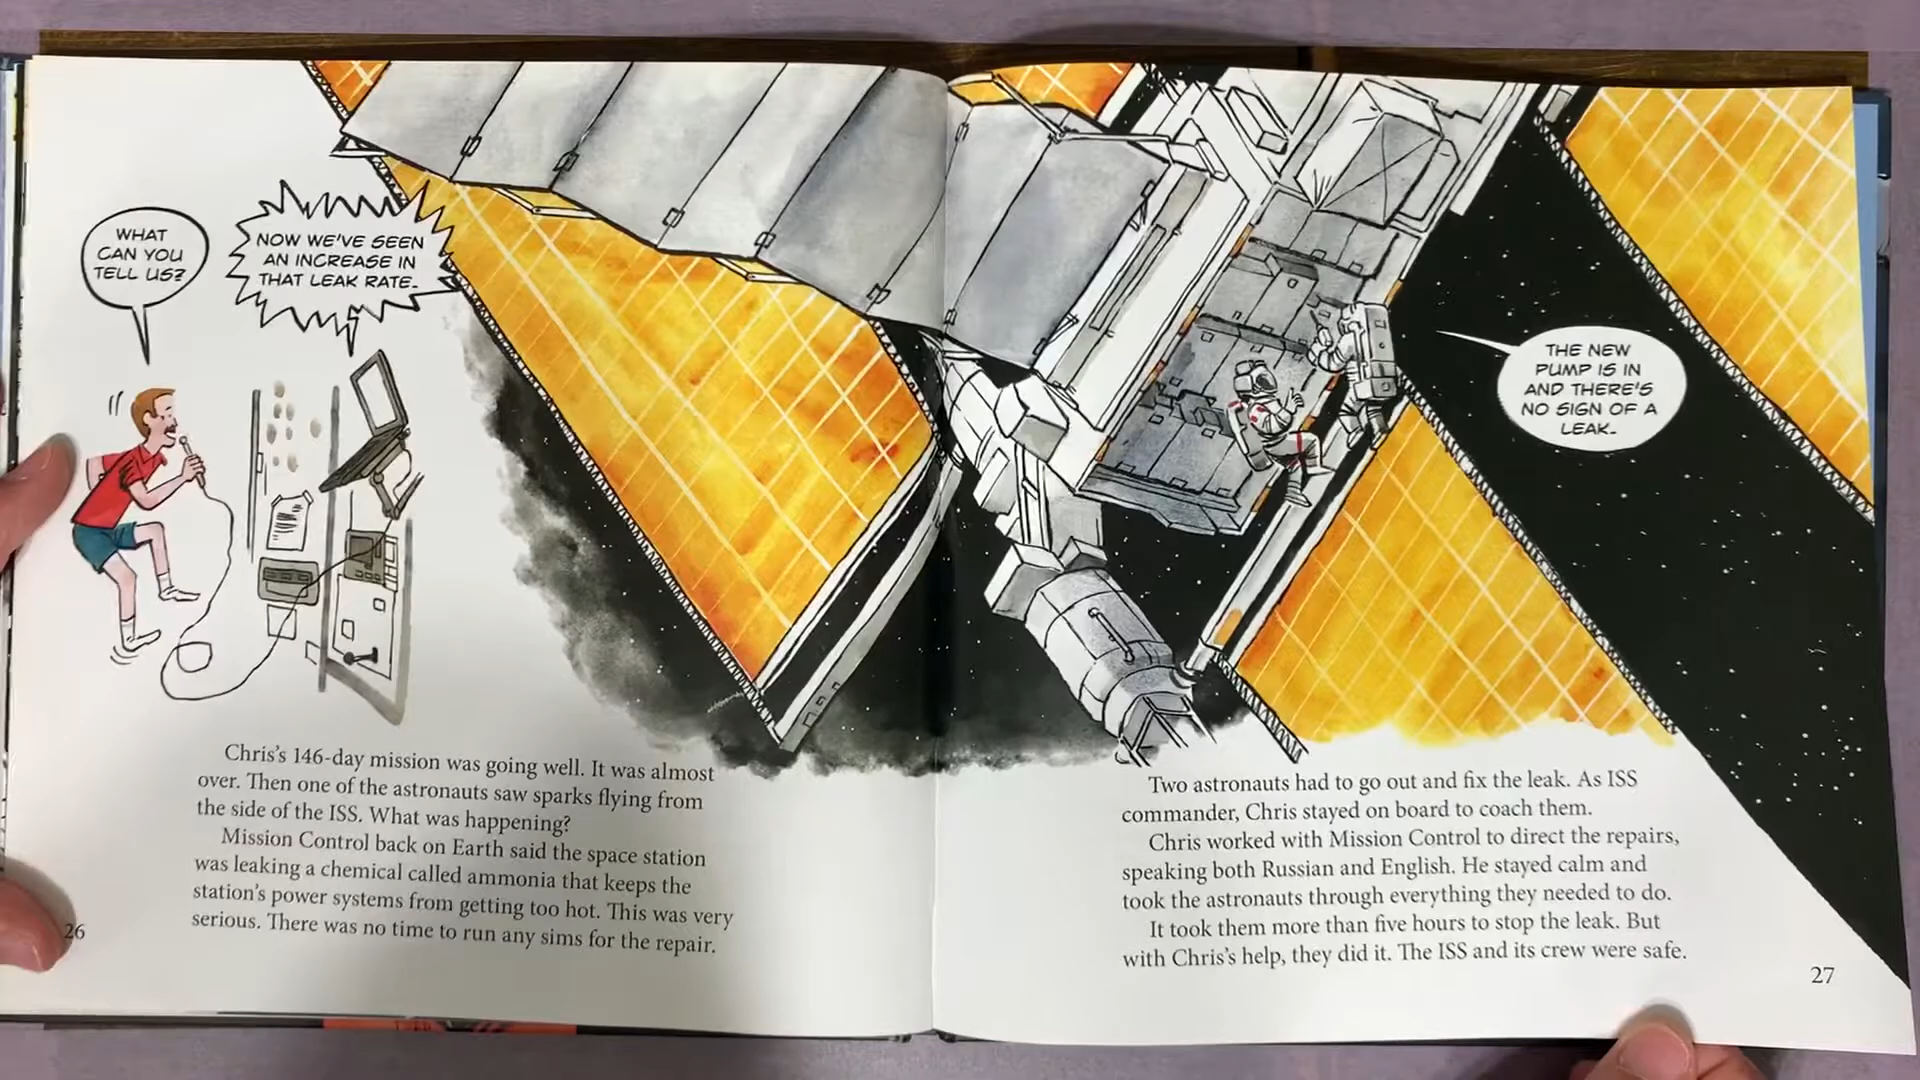 WHAT
CAN YOU
TELL US?
NOW WE'VE SEEN
AN INCREASE IN
THAT LEAK RATE.
Chris's 146-day mission was going well. It was almost
over. Then one of the astronauts saw sparks flying from
the side of the ISS. What was happening?
Mission Control back on Earth said the space station
was leaking a chemical called ammonia that keeps the
station's power systems from getting too hot. This was very
serious. There was no time to run any sims for the repair.
26
THE NEW
PUMP IS IN
AND THERE'S
NO SIGN OF A
LEAK.
Two astronauts had to go out and fix the leak. As ISS
commander, Chris stayed on board to coach them.
Chris worked with Mission Control to direct the repairs,
speaking both Russian and English. He stayed calm and
took the astronauts through everything they needed to do.
It took them more than five hours to stop the leak. But
with Chris's help, they did it. The ISS and its crew were safe.
27